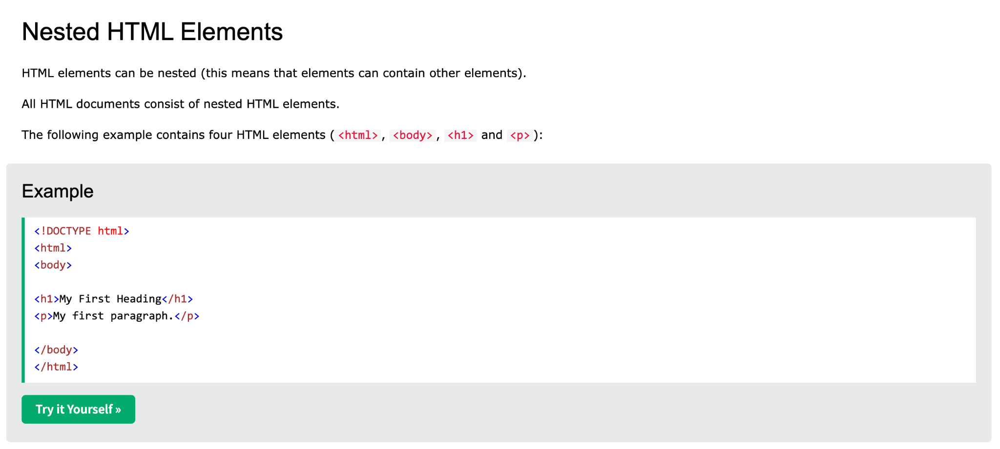 Nested HTML Elements
HTML elements can be nested (this means that elements can contain other elements).
All HTML documents consist of nested HTML elements.
The following example contains four HTML elements (<html>, <body>, <h1> and <p>):
Example
<!DOCTYPE html>
<html>
<body>
<h1>My First Heading</h1>
<p>My first paragraph.</p>
</body>
</html>
Try it Yourself »